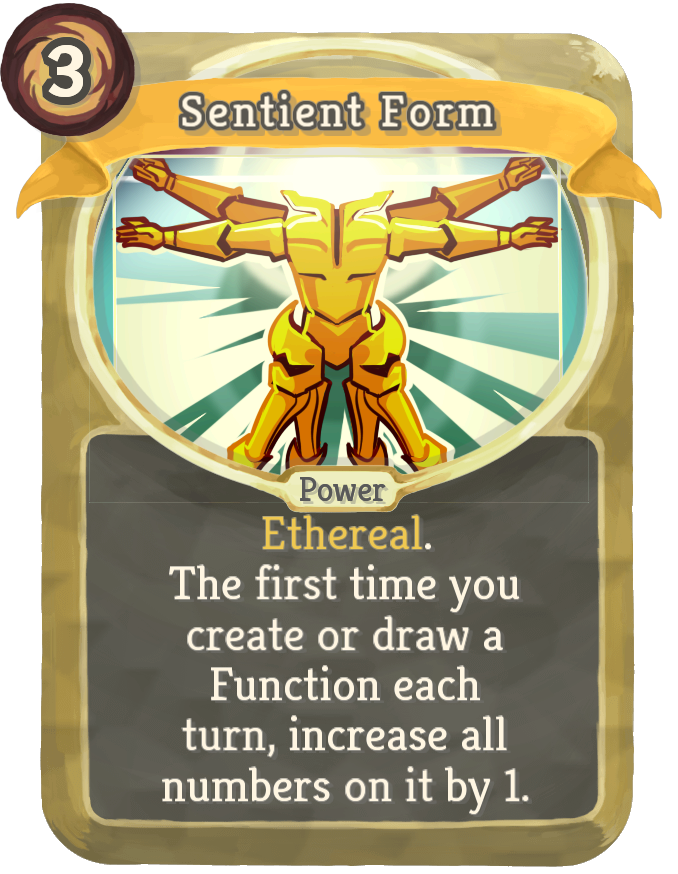 3
Sentient Form
Power
Ethereal.
The first time you
create or draw a
Function each
turn, increase all
numbers on it by 1.